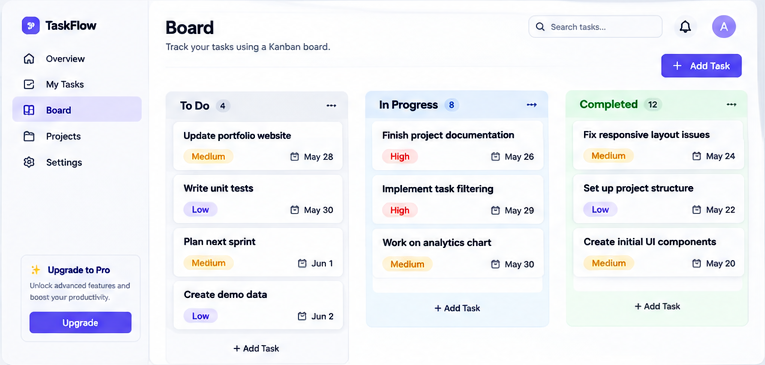 TaskFlow
Overview
My Tasks
Board
Projects
Settings
✨ Upgrade to Pro
Unlock advanced features and
boost your productivity.
Upgrade
Board
Track your tasks using a Kanban board.
Search tasks...
A
+ Add Task
To Do 4 ...
Update portfolio website
Medium May 28
Write unit tests
Low May 30
Plan next sprint
Medium Jun 1
Create demo data
Low Jun 2
+ Add Task
In Progress 8 ...
Finish project documentation
High May 26
Implement task filtering
High May 29
Work on analytics chart
Medium May 30
+ Add Task
Completed 12 ...
Fix responsive layout issues
Medium May 24
Set up project structure
Low May 22
Create initial UI components
Medium May 20
+ Add Task